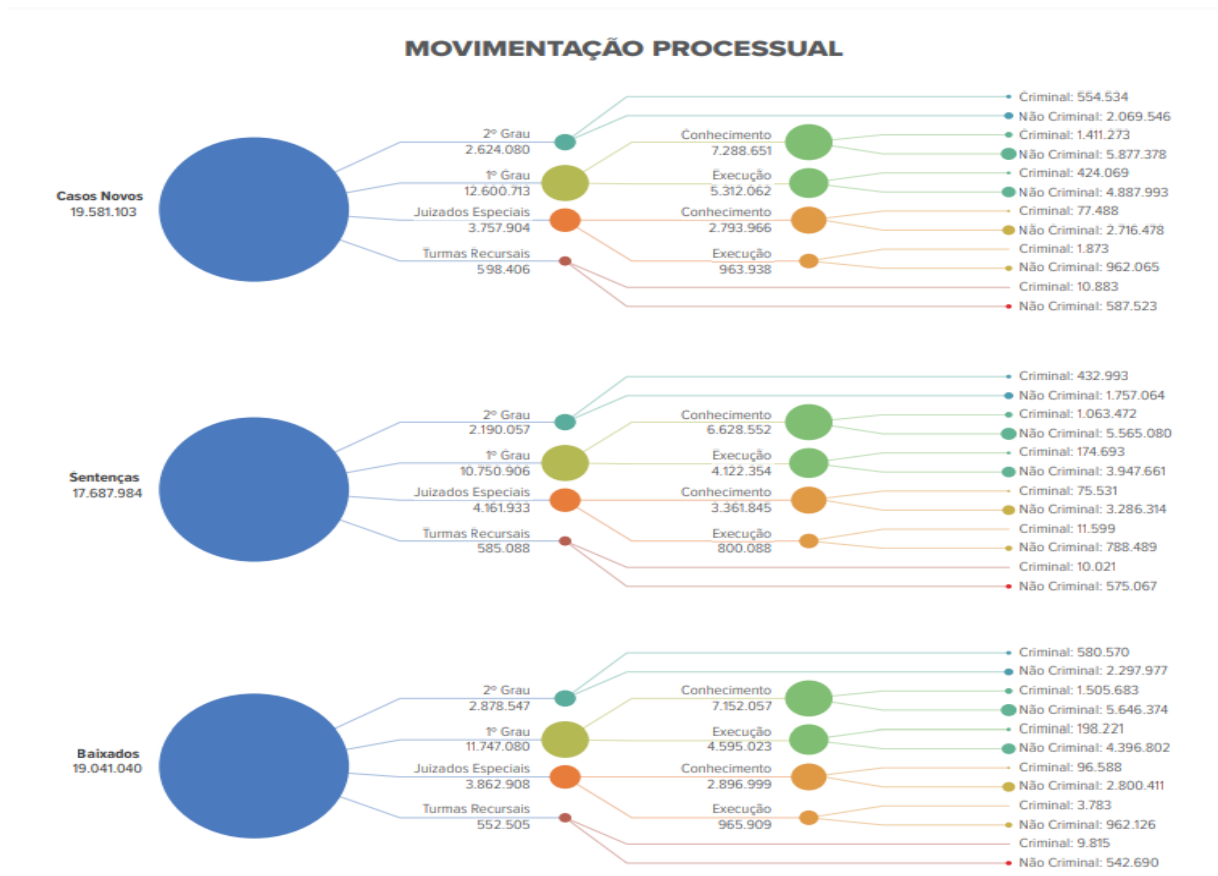 MOVIMENTAÇÃO PROCESSUAL
Casos Novos
19.581.103
2º Grau
2.624.080
1º Grau
12.600.713
Juizados Especiais
3.757.904
Turmas Recursais
598.406
Conhecimento
7.288.651
Execução
5.312.062
Conhecimento
2.793.966
Execução
963.938
Criminal: 554.534
Não Criminal: 2.069.546
Criminal: 1.411.273
Não Criminal: 5.877.378
Criminal: 424.069
Não Criminal: 4.887.993
Criminal: 77.488
Não Criminal: 2.716.478
Criminal: 1.873
Não Criminal: 962.065
Criminal: 10.883
Não Criminal: 587.523
Sentenças
17.687.984
2º Grau
2.190.057
1º Grau
10.750.906
Juizados Especiais
4.161.933
Turmas Recursais
585.088
Conhecimento
6.628.552
Execução
4.122.354
Conhecimento
3.361.845
Execução
800.088
Criminal: 432.993
Não Criminal: 1.757.064
Criminal: 1.063.472
Não Criminal: 5.565.080
Criminal: 174.693
Não Criminal: 3.947.661
Criminal: 75.531
Não Criminal: 3.286.314
Criminal: 11.599
Não Criminal: 788.489
Criminal: 10.021
Não Criminal: 575.067
Baixados
19.041.040
2º Grau
2.878.547
1º Grau
11.747.080
Juizados Especiais
3.862.908
Turmas Recursais
552.505
Conhecimento
7.152.057
Execução
4.595.023
Conhecimento
2.896.999
Execução
965.909
Criminal: 580.570
Não Criminal: 2.297.977
Criminal: 1.505.683
Não Criminal: 5.646.374
Criminal: 198.221
Não Criminal: 4.396.802
Criminal: 96.588
Não Criminal: 2.800.411
Criminal: 3.783
Não Criminal: 962.126
Criminal: 9.815
Não Criminal: 542.690